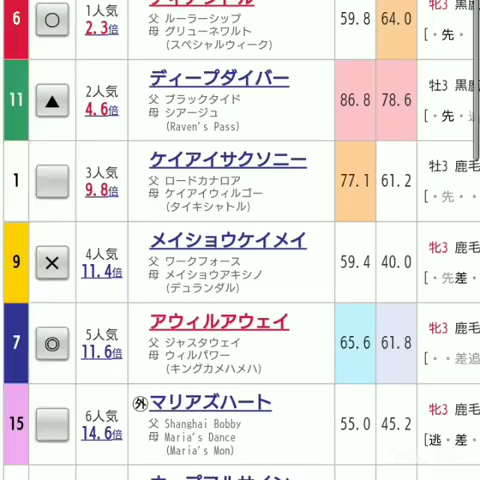 6 ○ 1人気 2.3倍
父 ルーラーシップ
母 グリューネワルト
(スペシャルウィーク)
59.8 64.0 牝3 黒鹿
[・先・
11 ▲ 2人気 4.6倍
ディープダイバー
父 ブラックタイド
母 シアージュ
(Raven's Pass)
86.8 78.6 牡3 黒鹿
[・先・追
1 3人気 9.8倍
ケイアイサクソニー
父 ロードカナロア
母 ケイアイウィルゴー
(タイキシャトル)
77.1 61.2 牡3 鹿毛
[・先・・
9 × 4人気 11.4倍
メイショウケイメイ
父 ワークフォース
母 メイショウアキシノ
(デュランダル)
59.4 40.0 牝3 鹿毛
[・先差・
7 ◎ 5人気 11.6倍
アウィルアウェイ
父 ジャスタウェイ
母 ウィルパワー
(キングカメハメハ)
65.6 61.8 牝3 鹿毛
[・・差追
15 6人気 14.6倍
外 マリアズハート
父 Shanghai Bobby
母 Maria's Dance
(Maria's Mon)
55.0 45.2 牝3 鹿毛
[逃・差・